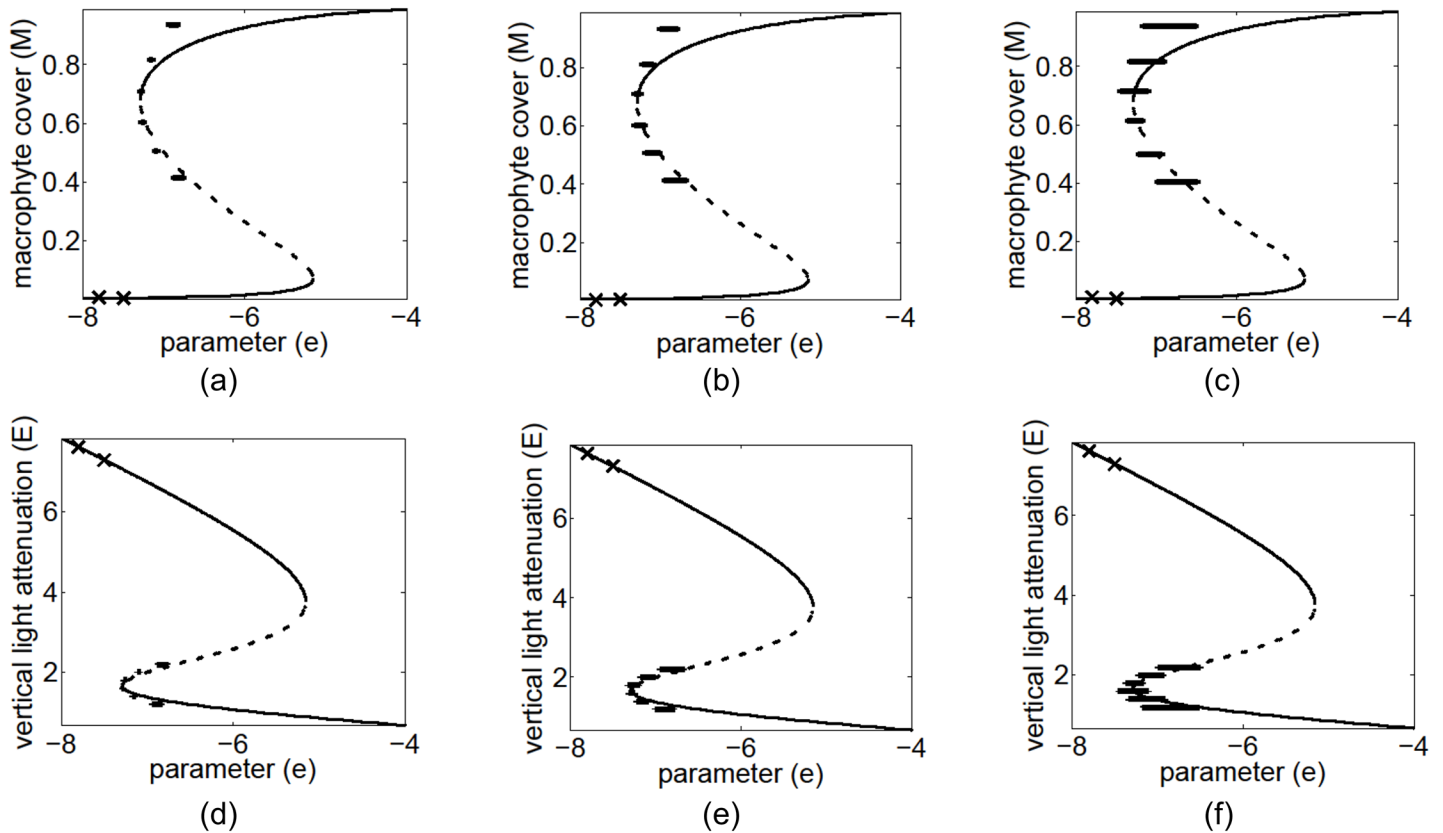 macrophyte cover (M)
0.8
0.6
0.4
0.2
−8
−6
−4
parameter (e)
(a)
macrophyte cover (M)
0.8
0.6
0.4
0.2
−8
−6
−4
parameter (e)
(b)
macrophyte cover (M)
0.8
0.6
0.4
0.2
−8
−6
−4
parameter (e)
(c)
vertical light attenuation (E)
6
4
2
−8
−6
−4
parameter (e)
(d)
vertical light attenuation (E)
6
4
2
−8
−6
−4
parameter (e)
(e)
vertical light attenuation (E)
6
4
2
−8
−6
−4
parameter (e)
(f)